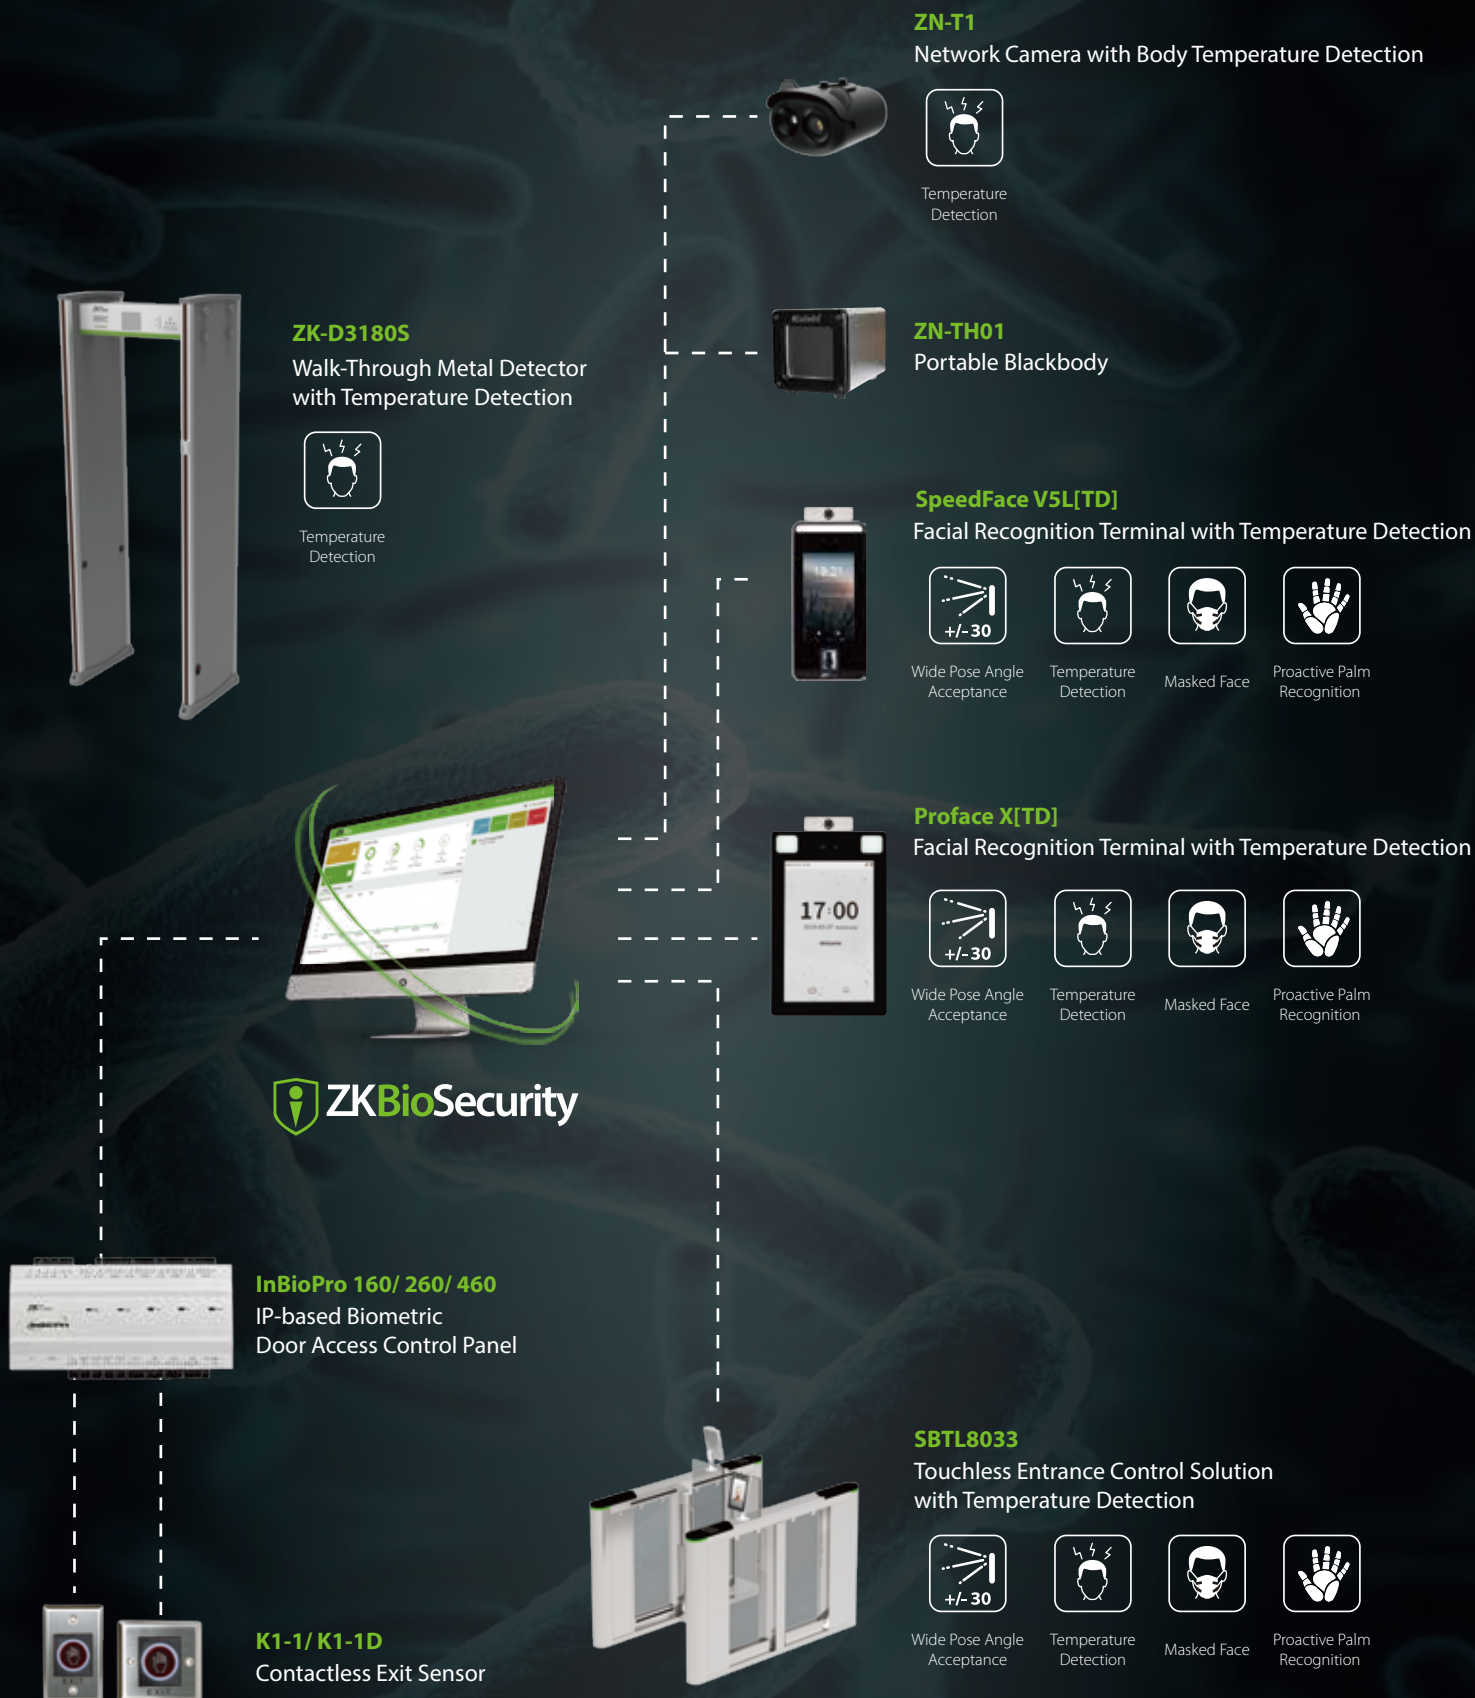 ZN-T1
Network Camera with Body Temperature Detection
Temperature
Detection
ZK-D3180S
Walk-Through Metal Detector
with Temperature Detection
Temperature
Detection
ZN-TH01
Portable Blackbody
SpeedFace V5L[TD]
Facial Recognition Terminal with Temperature Detection
+/-30
Wide Pose Angle
Acceptance
Temperature
Detection
Masked Face
Proactive Palm
Recognition
Proface X[TD]
Facial Recognition Terminal with Temperature Detection
17:00
+/-30
Wide Pose Angle
Acceptance
Temperature
Detection
Masked Face
Proactive Palm
Recognition
ZKBioSecurity
InBioPro 160/ 260/ 460
IP-based Biometric
Door Access Control Panel
SBTL8033
Touchless Entrance Control Solution
with Temperature Detection
+/-30
Wide Pose Angle
Acceptance
Temperature
Detection
Masked Face
Proactive Palm
Recognition
K1-1/ K1-1D
Contactless Exit Sensor
EXIT
EXIT